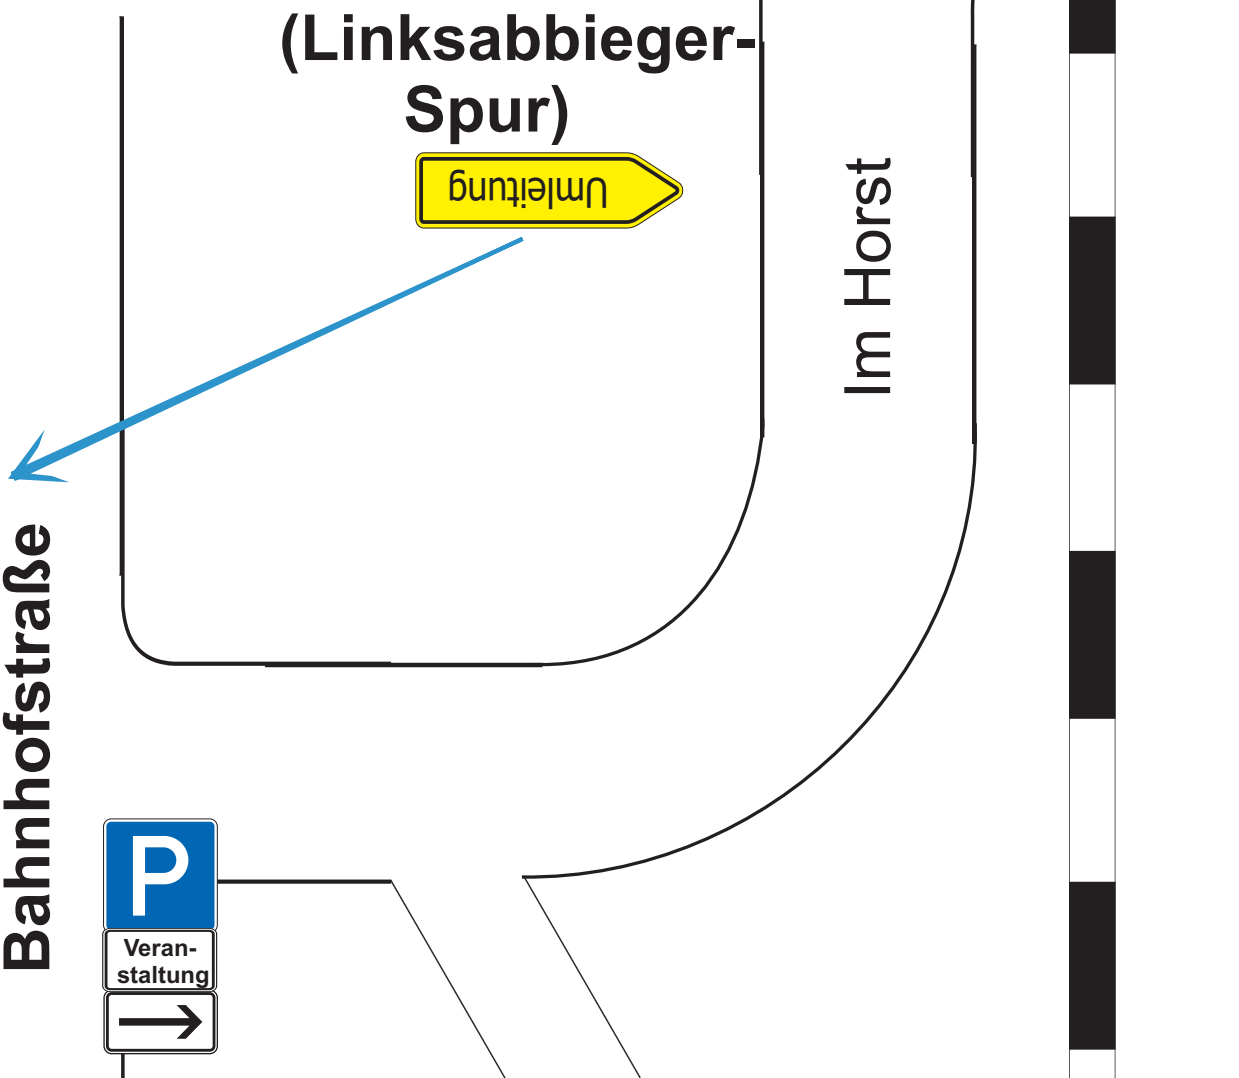 (Linksabbieger-
Spur)
Umleitung
Im Horst
Bahnhofstraße
P
Veran-
staltung